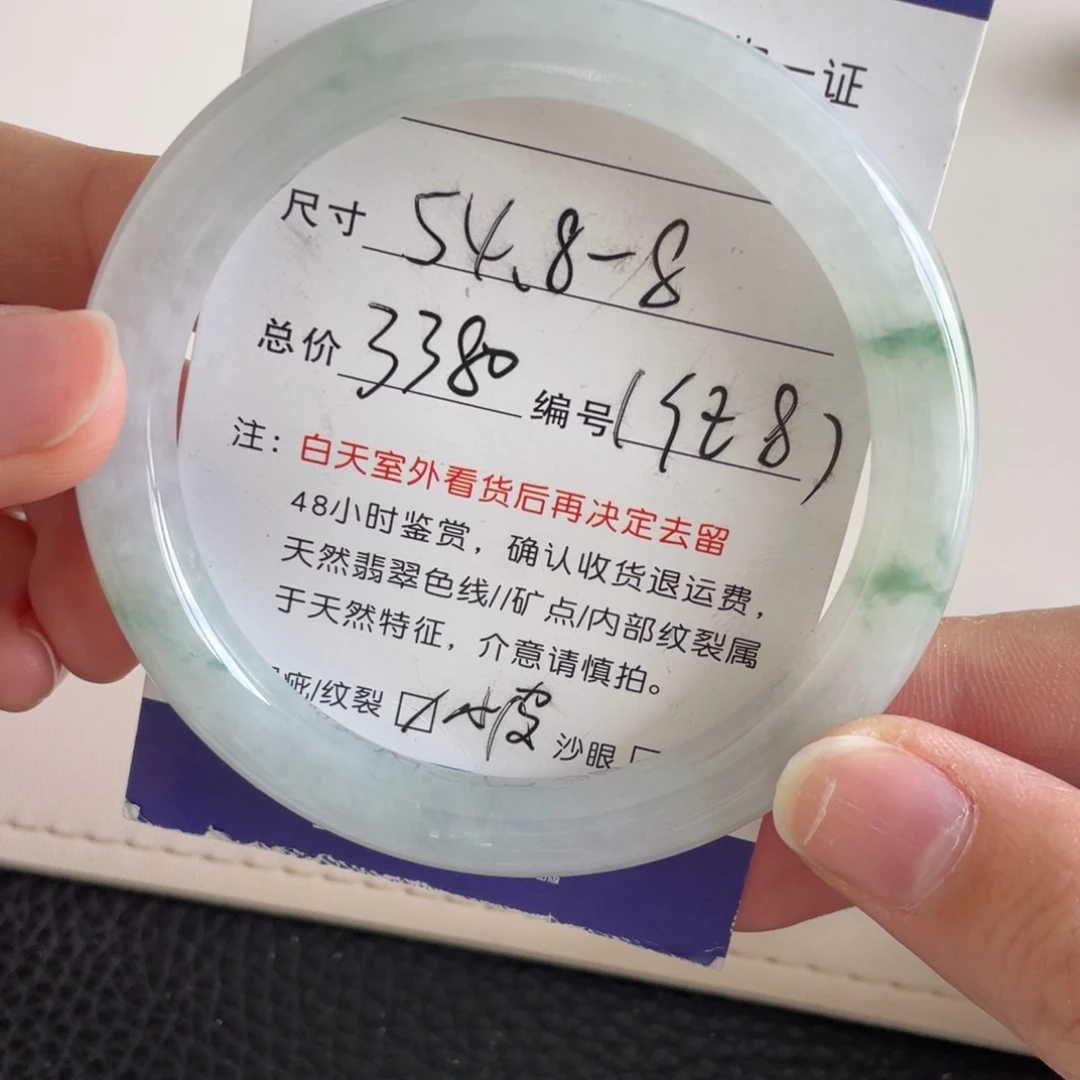 一证
尺寸 54.8-8
总价 3380 编号
注：白天室外看货后再决定去留
48小时鉴赏，确认收货退运费，
天然翡翠色线//矿点/内部纹裂属
于天然特征，介意请慎拍。
疵/纹裂 沙眼